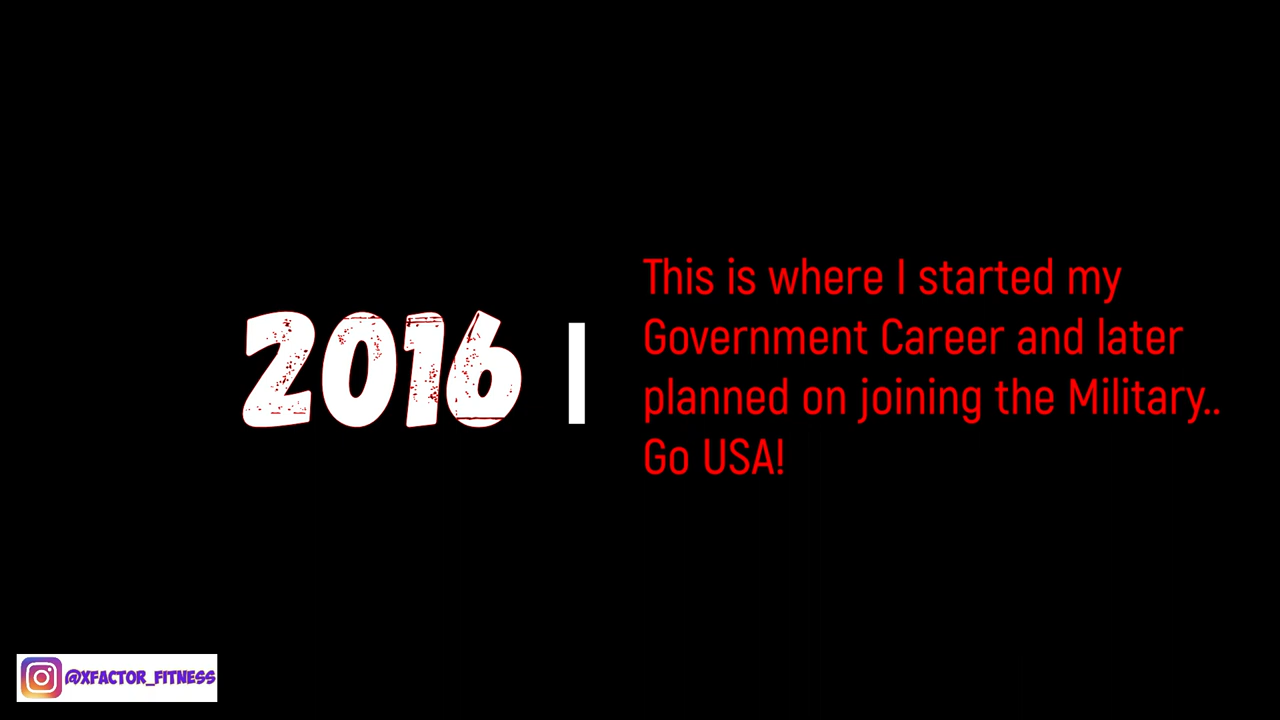 2016 |
This is where I started my
Government Career and later
planned on joining the Military..
Go USA!
@XFACTOR_FITNESS